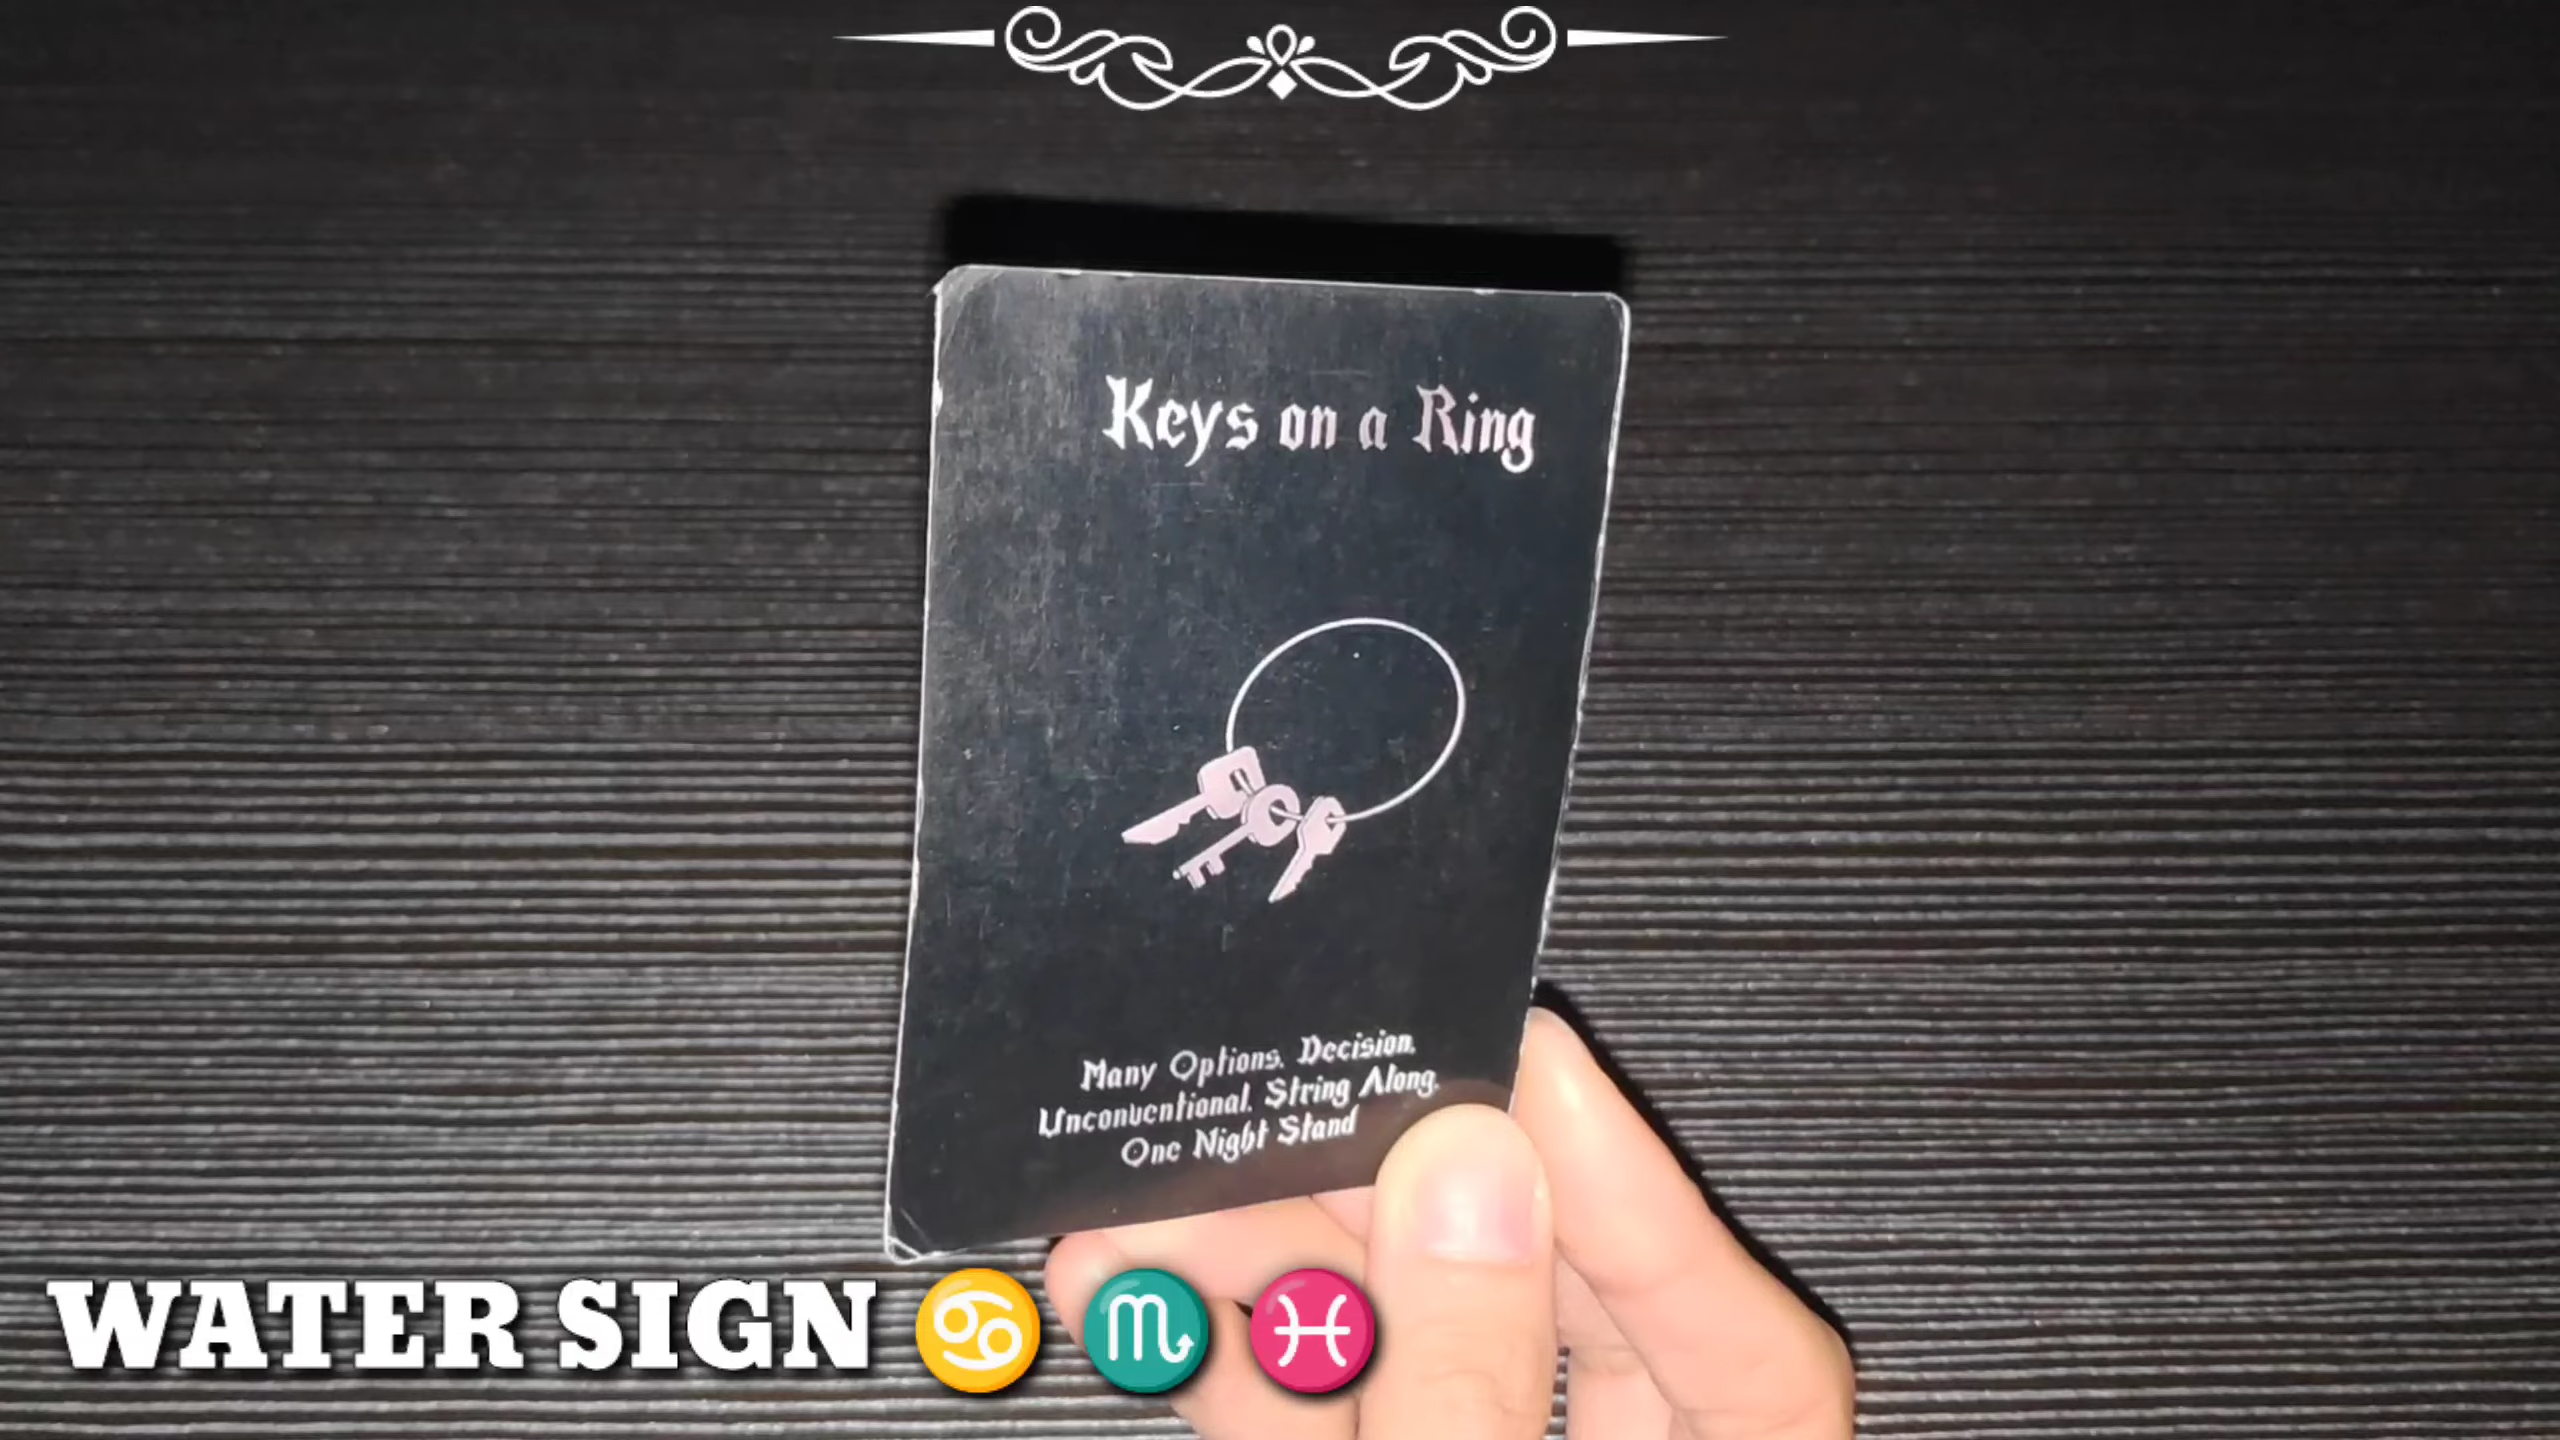 Keys on a Ring
Many Options. Decision.
Unconventional. String Along.
One Night Stand
WATER SIGN ♋ ♏ ♓